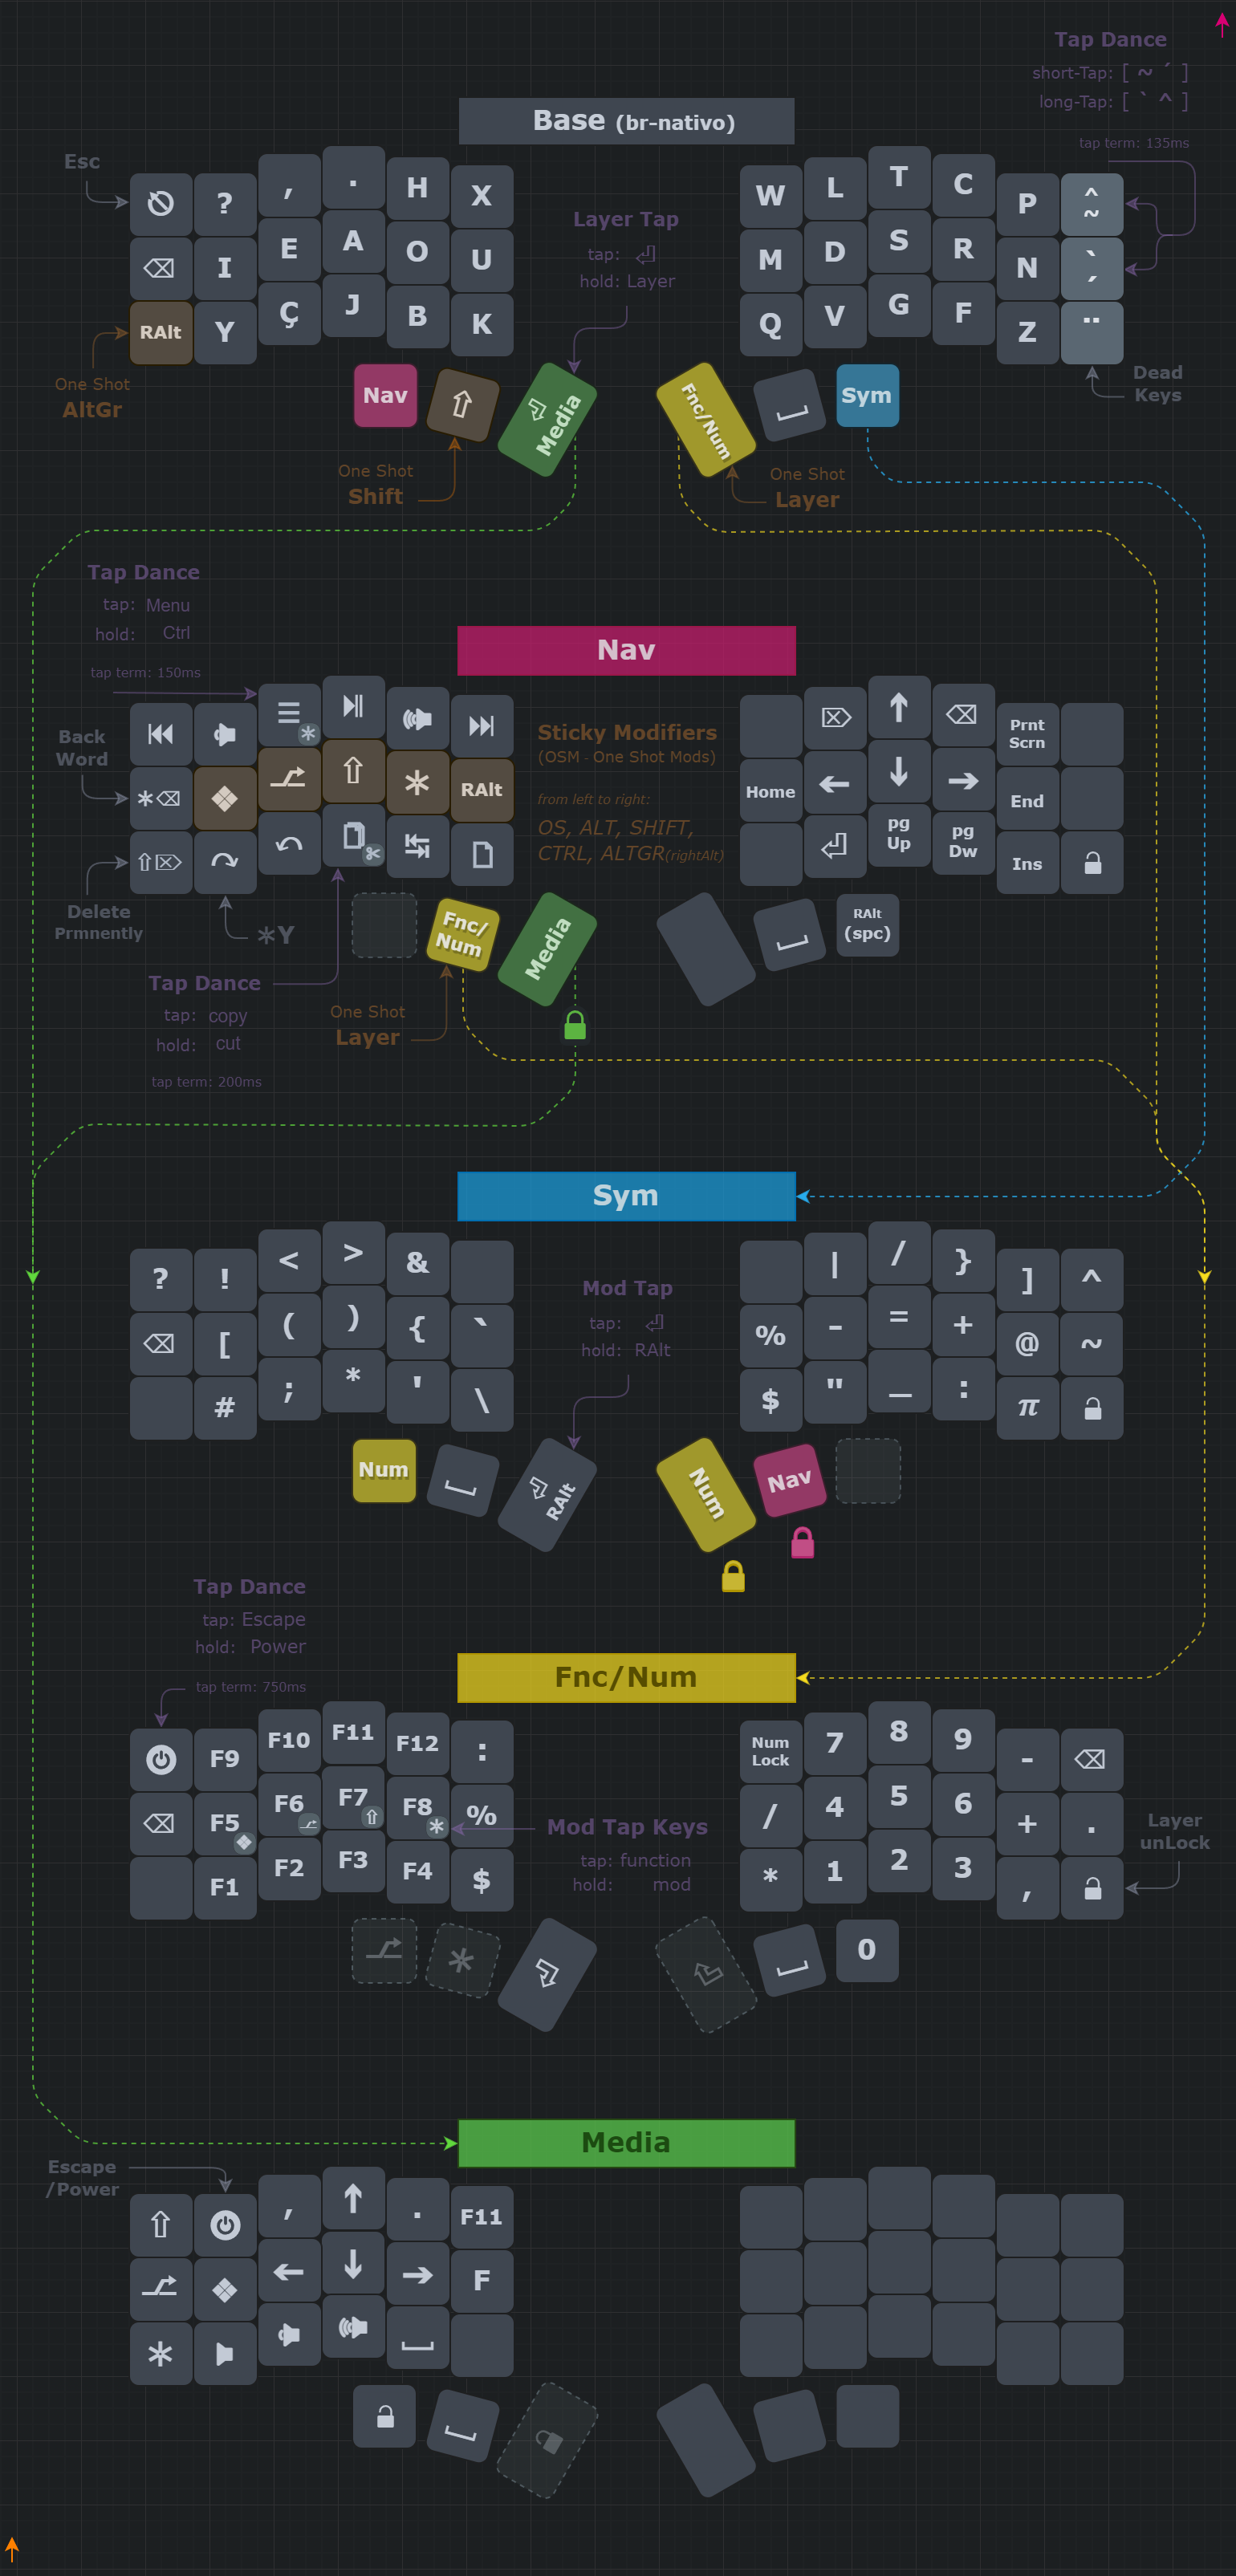 Tap Dance
short-Tap: [ ~ ´ ]
long-Tap: [ ` ^ ]
tap term: 135ms
Base (br-nativo)
Esc
? , . H X
W L T C P ^ ~
I E A O U
M D S R N ` ´
RAlt Y Ç J B K
Q V G F Z ¨
Layer Tap
tap:
hold: Layer
One Shot
AltGr
Dead
Keys
Nav Media
Fnc/Num Sym
One Shot
Shift
One Shot
Layer
Tap Dance
tap: Menu
hold: Ctrl
tap term: 150ms
Nav
Back
Word
Sticky Modifiers
(OSM - One Shot Mods)
from left to right:
OS, ALT, SHIFT,
CTRL, ALTGR(rightAlt)
RAlt
Prnt
Scrn
Home End
pg
Up
pg
Dw
Ins
Delete
Prmnently
*Y
Fnc/
Num
Media
RAlt
(spc)
Tap Dance
tap: copy
hold: cut
tap term: 200ms
One Shot
Layer
Sym
? ! < > &
| / } ] ^
[ ( ) { `
% - = + @ ~
# ; * ' \
$ " _ : π
Mod Tap
tap:
hold: RAlt
Num RAlt
Num Nav
Tap Dance
tap: Escape
hold: Power
tap term: 750ms
Fnc/Num
F9 F10 F11 F12 :
Num
Lock
7 8 9 -
F5 F6 F7 F8 %
/ 4 5 6 + .
F1 F2 F3 F4 $
* 1 2 3 ,
Mod Tap Keys
tap: function
hold: mod
Layer
unLock
0
Media
Escape
/Power
, . F11
F